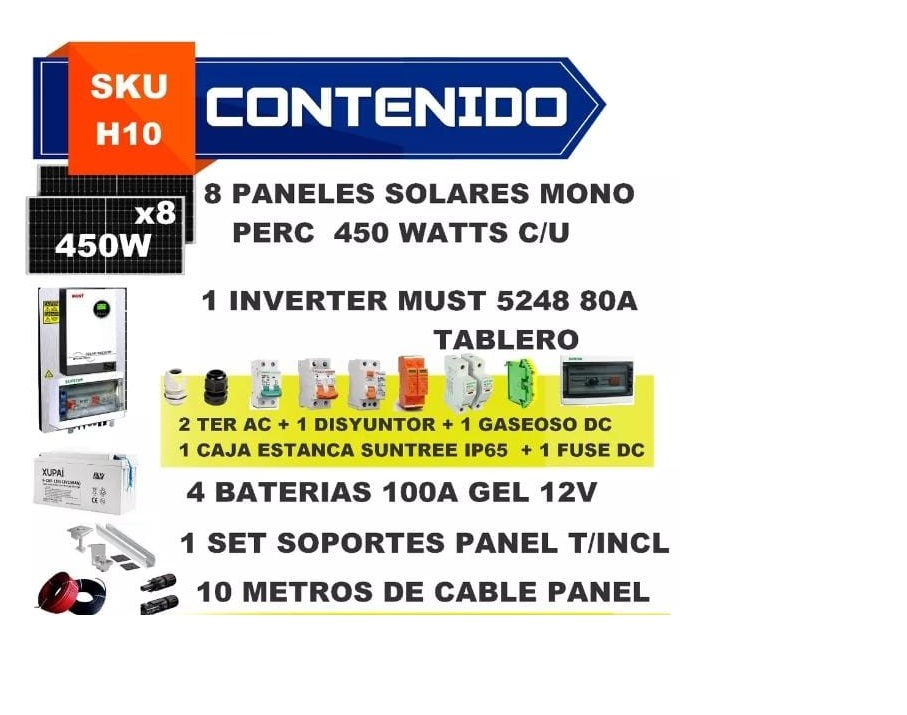 SKU
H10
CONTENIDO
x8
450W
8 PANELES SOLARES MONO
PERC 450 WATTS C/U
MUST
1 INVERTER MUST 5248 80A
TABLERO
2 TER AC + 1 DISYUNTOR + 1 GASEOSO DC
1 CAJA ESTANCA SUNTREE IP65 + 1 FUSE DC
XUPAI
4 BATERIAS 100A GEL 12V
1 SET SOPORTES PANEL T/INCL
10 METROS DE CABLE PANEL